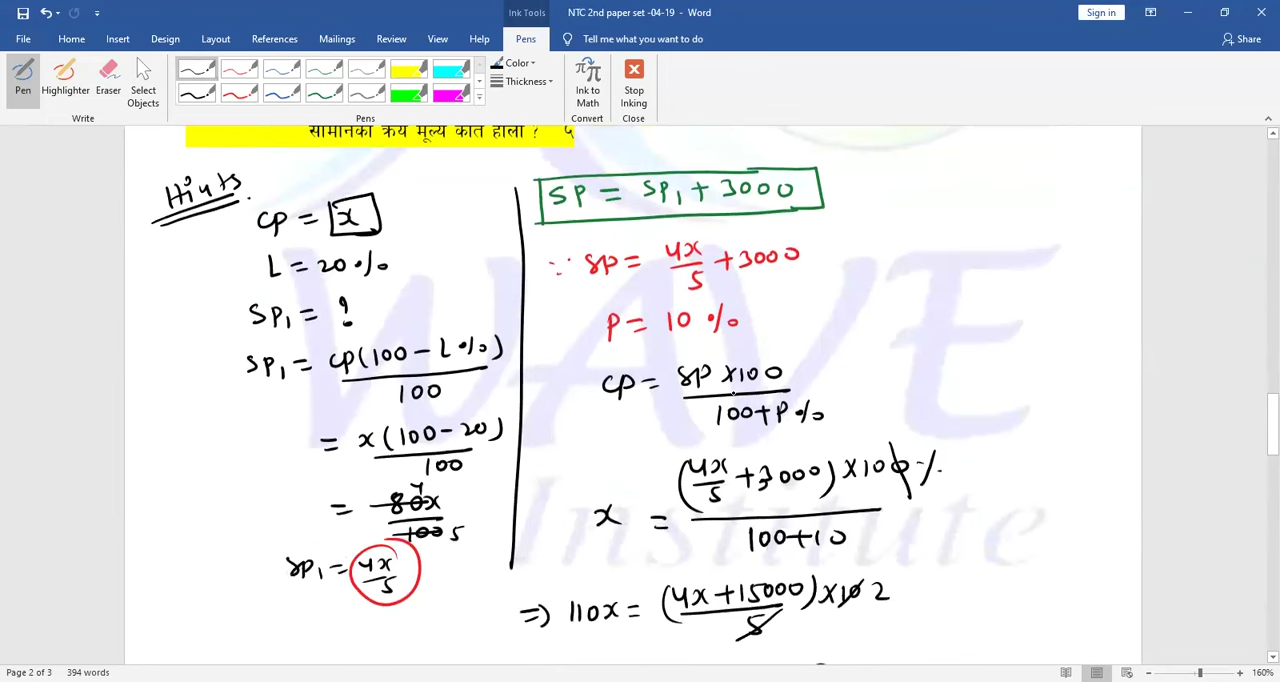 NTC 2nd paper set -04-19 - Word
Ink Tools
Sign in
File Home Insert Design Layout References Mailings Review View Help Pens Tell me what you want to do
Share
Pen Highlighter Eraser Select Objects
Color
Thickness
Ink to Math
Stop Inking
Write Pens Convert Close
सामानको क्रय मूल्य कति होला ? ५
Hints.
CP = x
L = 20%
SP₁ = ?
SP₁ = CP(100 - L%)
100
= x(100 - 20)
100
= 80x 4
100 5
SP₁ = 4x
5
SP = SP₁ + 3000
∵ SP = 4x/5 + 3000
P = 10 %
CP = SP × 100
100 + P %
x = (4x/5 + 3000) × 100 %
100 + 10
⇒ 110x = (4x + 15000) × 10 2
5
WAVE
Institute
Page 2 of 3 394 words
160%